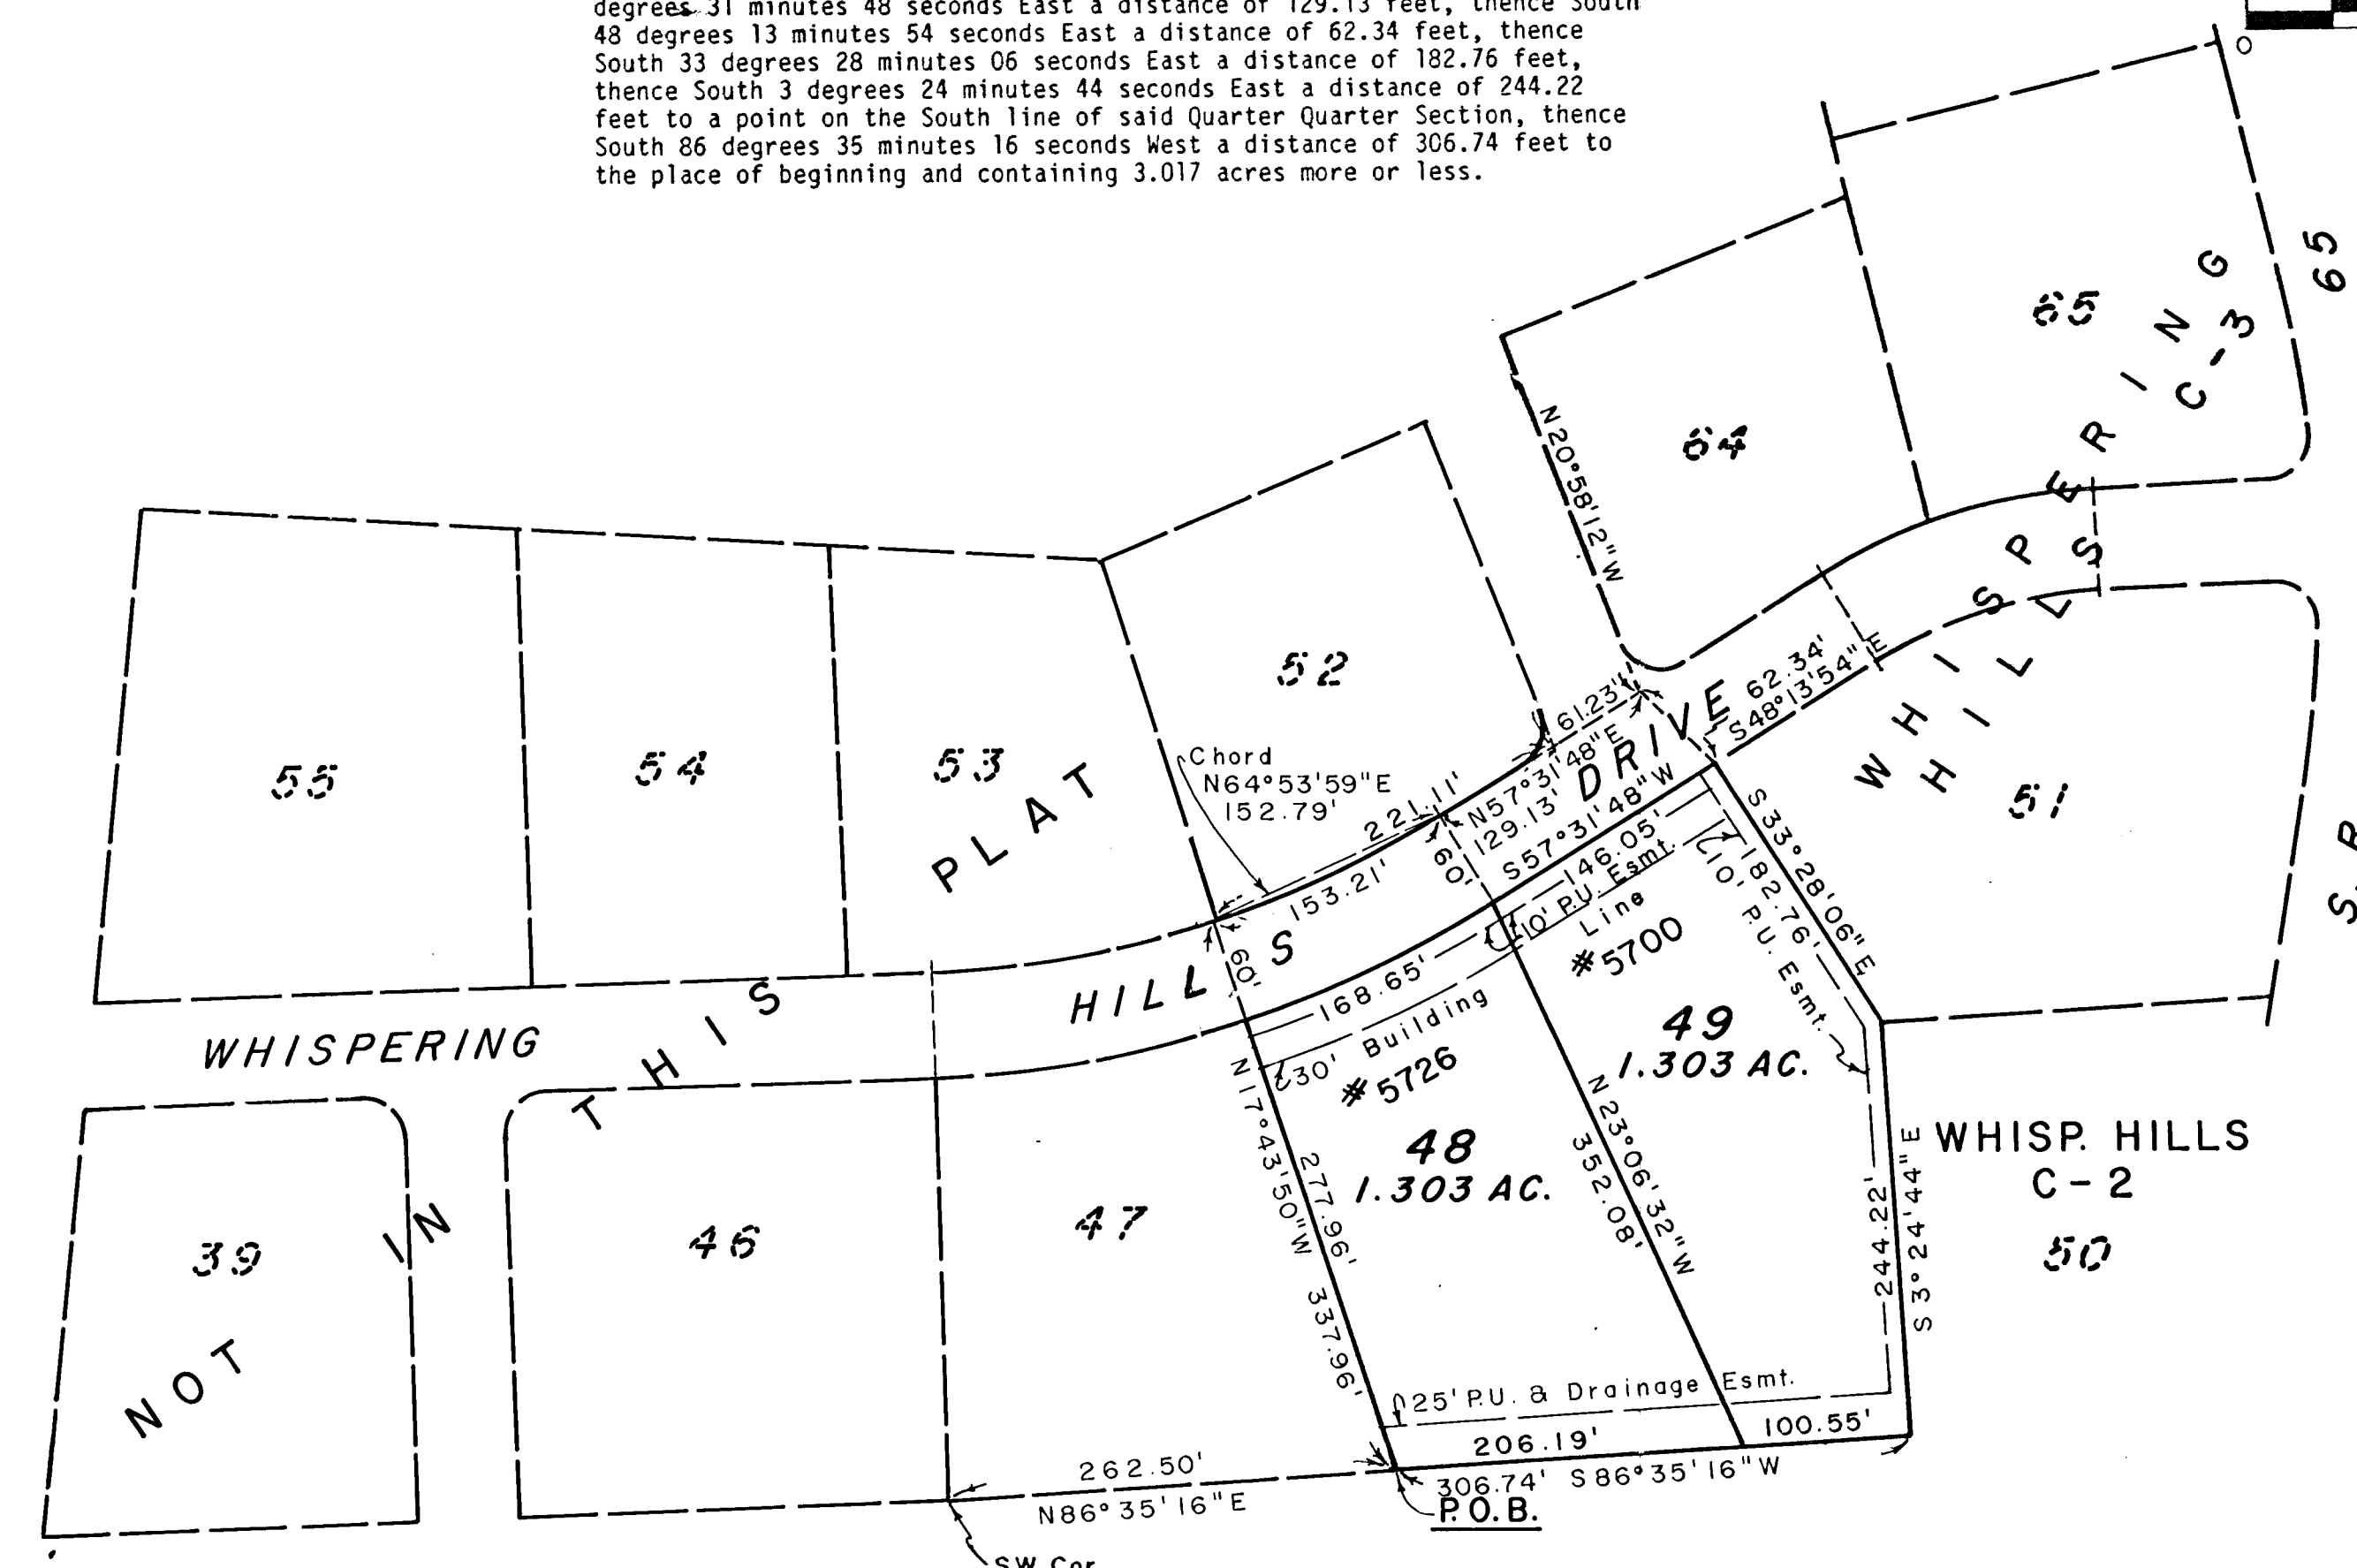 degrees 31 minutes 48 seconds East a distance of 129.13 feet, thence South
48 degrees 13 minutes 54 seconds East a distance of 62.34 feet, thence
South 33 degrees 28 minutes 06 seconds East a distance of 182.76 feet,
thence South 3 degrees 24 minutes 44 seconds East a distance of 244.22
feet to a point on the South line of said Quarter Quarter Section, thence
South 86 degrees 35 minutes 16 seconds West a distance of 306.74 feet to
the place of beginning and containing 3.017 acres more or less.
0
65
65
WHISPERING
HILLS
C-3
64
N20°58'12"W
52
55
54
53
51
Chord
N64°53'59"E
152.79'
221.11'
153.21'
61.23'
N57°31'48"E
129.13'
S57°31'48"W
62.34'
S48°13'54"E
60'
60'
146.05'
10' P.U. Esmt.
168.65'
30' Building
Line
S33°28'06"E
182.76'
10' P.U. Esmt.
WHISPERING
HILLS
DRIVE
#5700
49
1.303 AC.
#5726
48
1.303 AC.
N17°43'50"W
277.96'
337.96'
N23°06'32"W
352.08'
244.22'
S3°24'44"E
WHISP. HILLS
C-2
50
39
46
47
NOT IN THIS PLAT
25' P.U. & Drainage Esmt.
206.19'
100.55'
262.50'
N86°35'16"E
306.74' S86°35'16"W
P.O.B.
SW Cor.